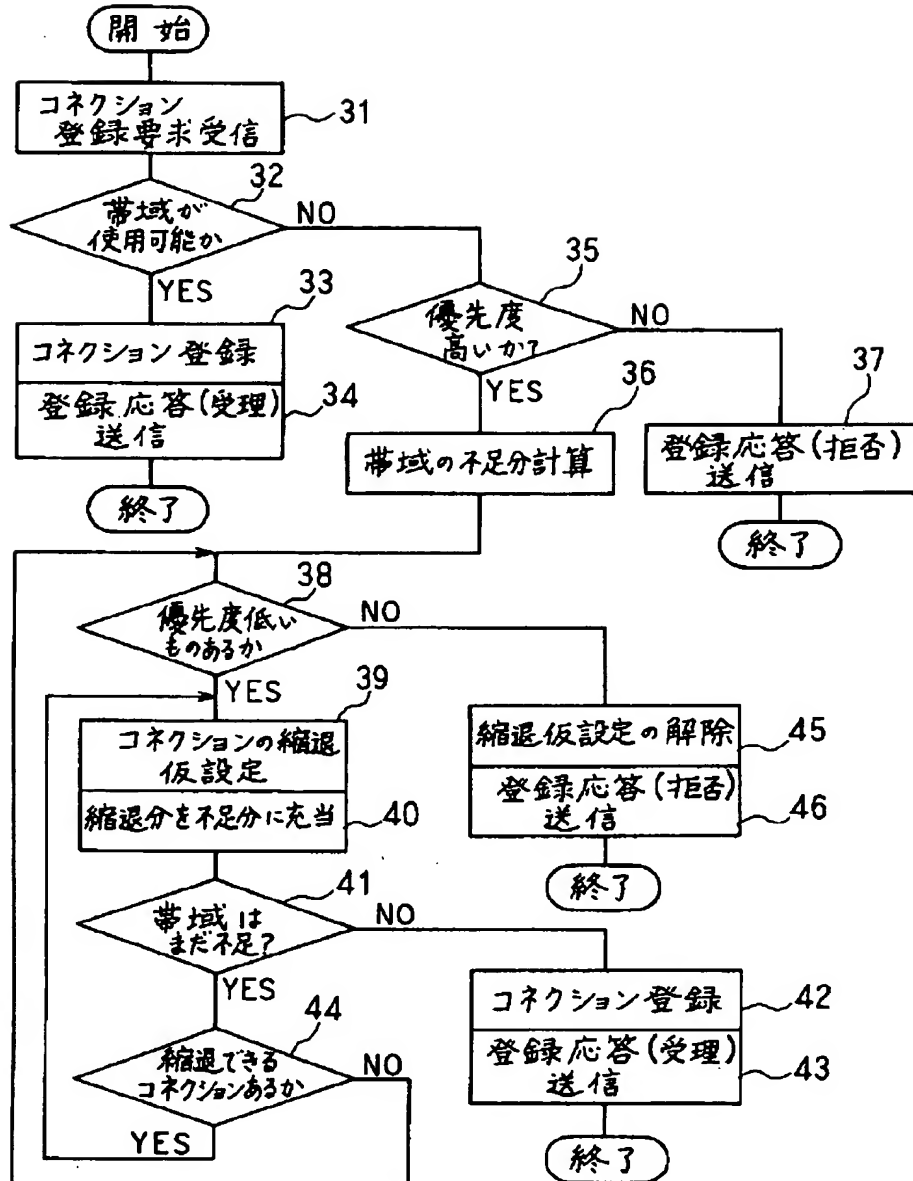 開始
コネクション
登録要求受信
31
32
帯域が
使用可能か
NO
YES
33
コネクション登録
登録応答(受理)
送信
34
終了
35
優先度
高いか?
NO
YES
36
帯域の不足分計算
37
登録応答(拒否)
送信
終了
38
優先度低い
ものあるか
NO
YES
39
コネクションの縮退
仮設定
縮退分を不足分に充当
40
41
帯域は
まだ不足?
NO
YES
44
縮退できる
コネクションあるか
NO
YES
縮退仮設定の解除
45
登録応答(拒否)
送信
46
終了
コネクション登録
42
登録応答(受理)
送信
43
終了